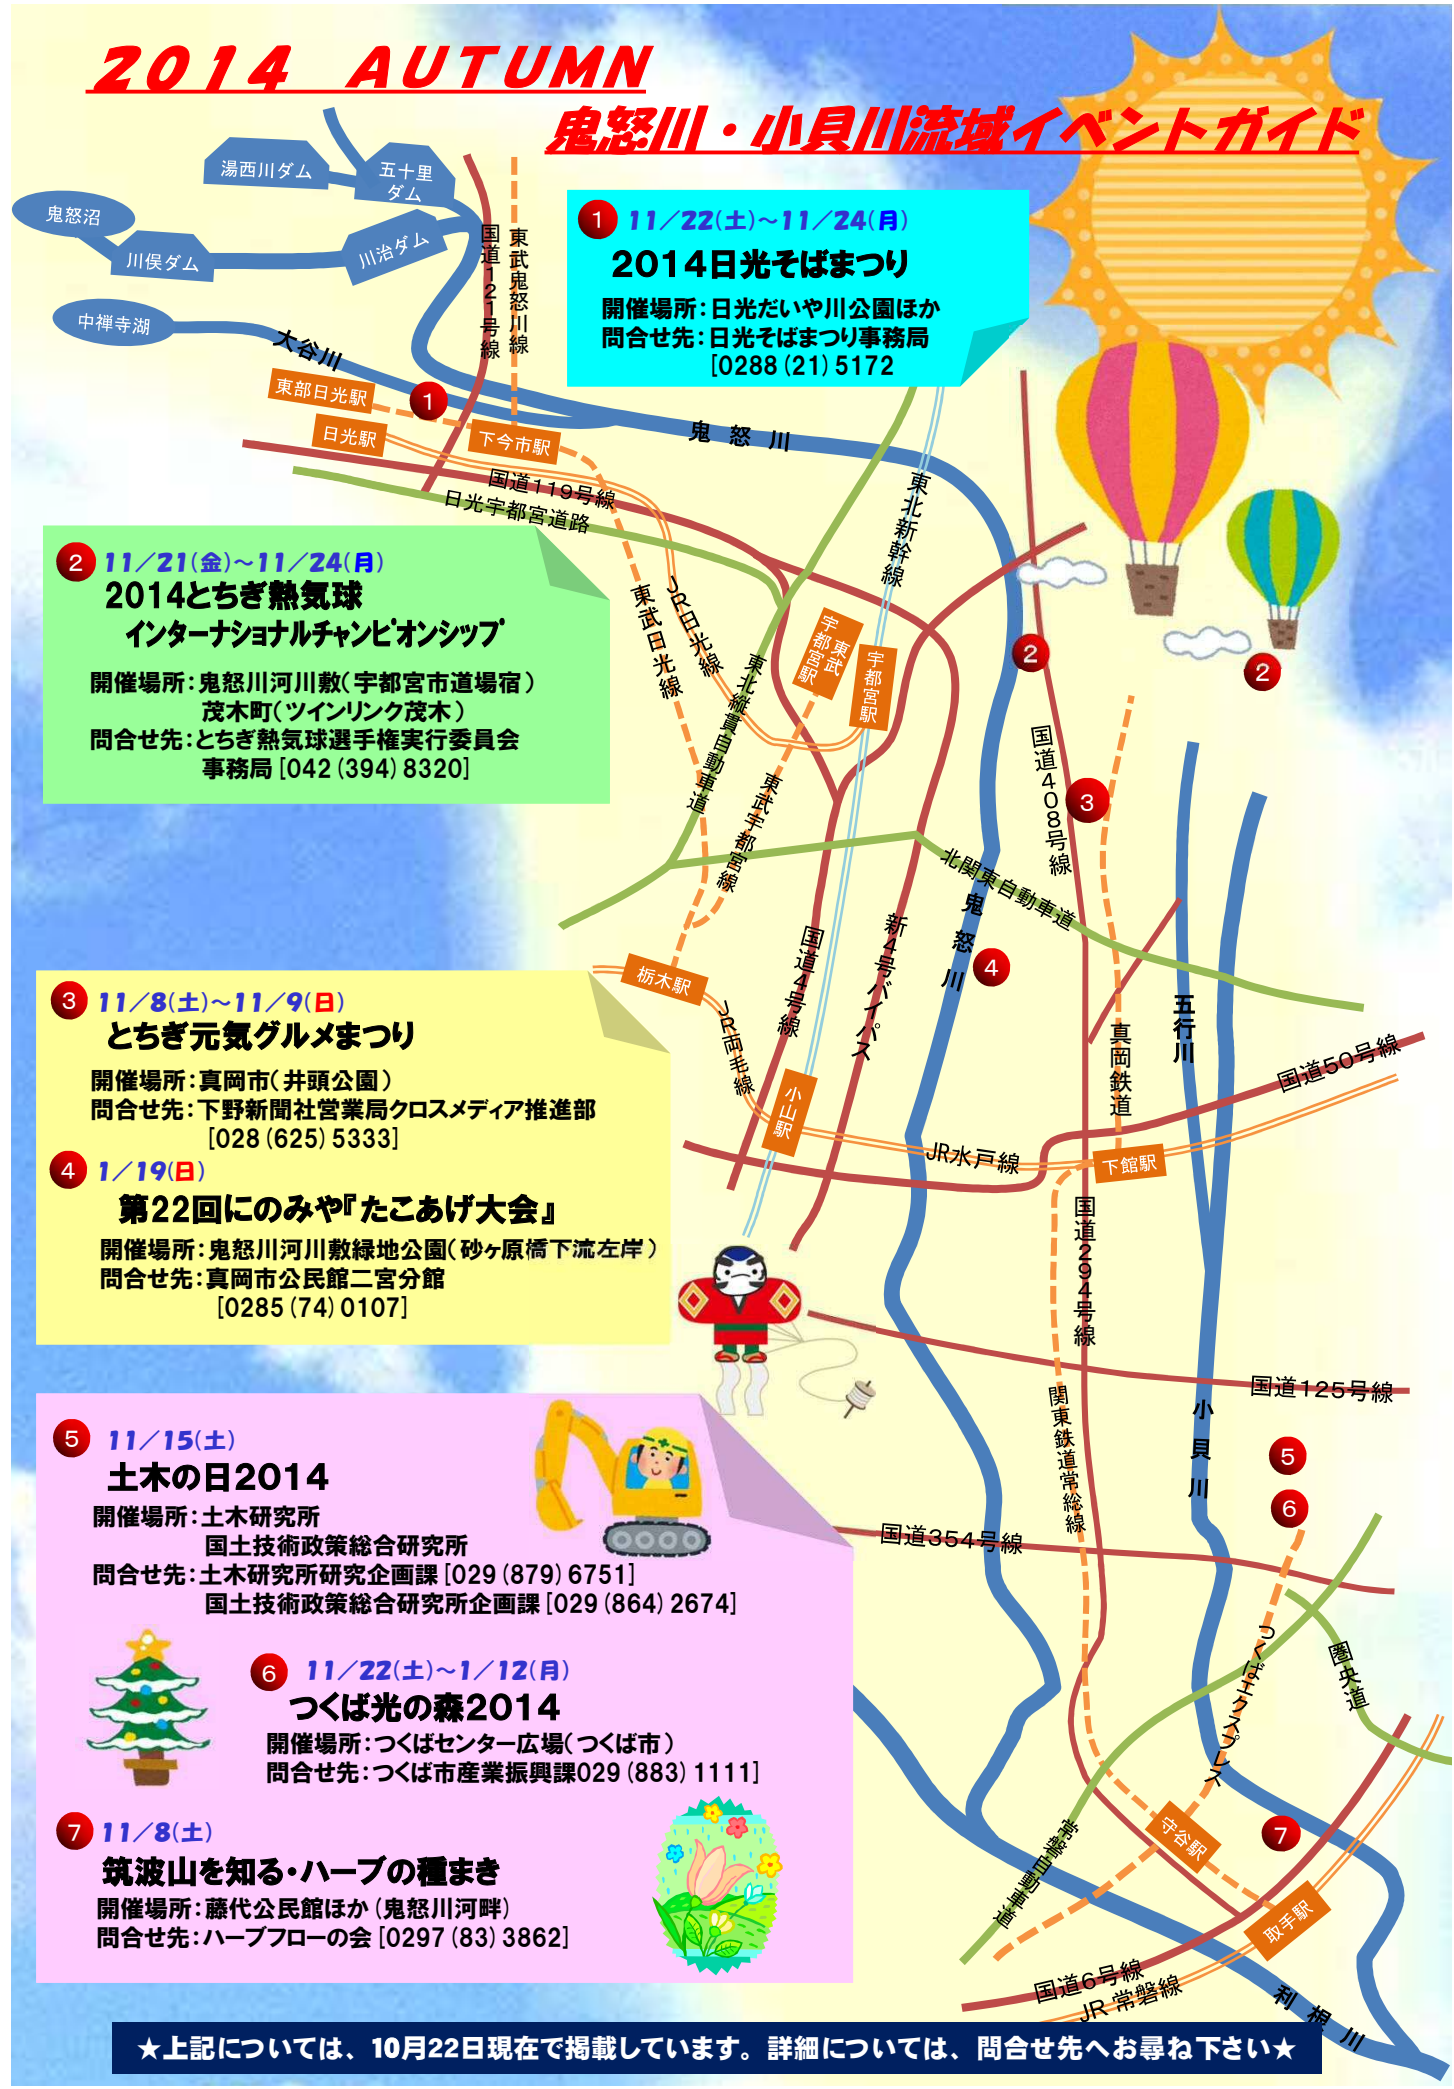 2014 AUTUMN
鬼怒川・小貝川流域イベントガイド
湯西川ダム
五十里
ダム
鬼怒沼
川俣ダム
川治ダム
中禅寺湖
大谷川
国道121号線
東武鬼怒川線
東部日光駅
日光駅
下今市駅
1
鬼怒川
国道119号線
日光宇都宮道路
1 11／22(土)～11／24(月)
2014日光そばまつり
開催場所：日光だいや川公園ほか
問合せ先：日光そばまつり事務局
[0288(21)5172
東北新幹線
2 11／21(金)～11／24(月)
2014とちぎ熱気球
インターナショナルチャンピオンシップ
開催場所：鬼怒川河川敷（宇都宮市道場宿）
茂木町（ツインリンク茂木）
問合せ先：とちぎ熱気球選手権実行委員会
事務局[042(394)8320]
東武日光線
JR日光線
東北縦貫自動車道
東武
宇都宮駅
宇都宮駅
東武宇都宮線
2
2
国道408号線
3
北関東自動車道
鬼怒川
4
国道4号線
新4号バイパス
栃木駅
JR両毛線
小山駅
JR水戸線
真岡鉄道
五行川
国道50号線
下館駅
3 11／8(土)～11／9(日)
とちぎ元気グルメまつり
開催場所：真岡市（井頭公園）
問合せ先：下野新聞社営業局クロスメディア推進部
[028(625)5333]
4 1／19(日)
第22回にのみや『たこあげ大会』
開催場所：鬼怒川河川敷緑地公園（砂ヶ原橋下流左岸）
問合せ先：真岡市公民館二宮分館
[0285(74)0107]
国道294号線
国道125号線
関東鉄道常総線
小貝川
5
6
国道354号線
5 11／15(土)
土木の日2014
開催場所：土木研究所
国土技術政策総合研究所
問合せ先：土木研究所研究企画課[029(879)6751]
国土技術政策総合研究所企画課[029(864)2674]
6 11／22(土)～1／12(月)
つくば光の森2014
開催場所：つくばセンター広場（つくば市）
問合せ先：つくば市産業振興課029(883)1111]
7 11／8(土)
筑波山を知る・ハーブの種まき
開催場所：藤代公民館ほか(鬼怒川河畔)
問合せ先：ハーブフローの会[0297(83)3862]
つくばエクスプレス
圏央道
常磐自動車道
守谷駅
7
取手駅
国道6号線
JR 常磐線
利根川
★上記については、10月22日現在で掲載しています。詳細については、問合せ先へお尋ね下さい★